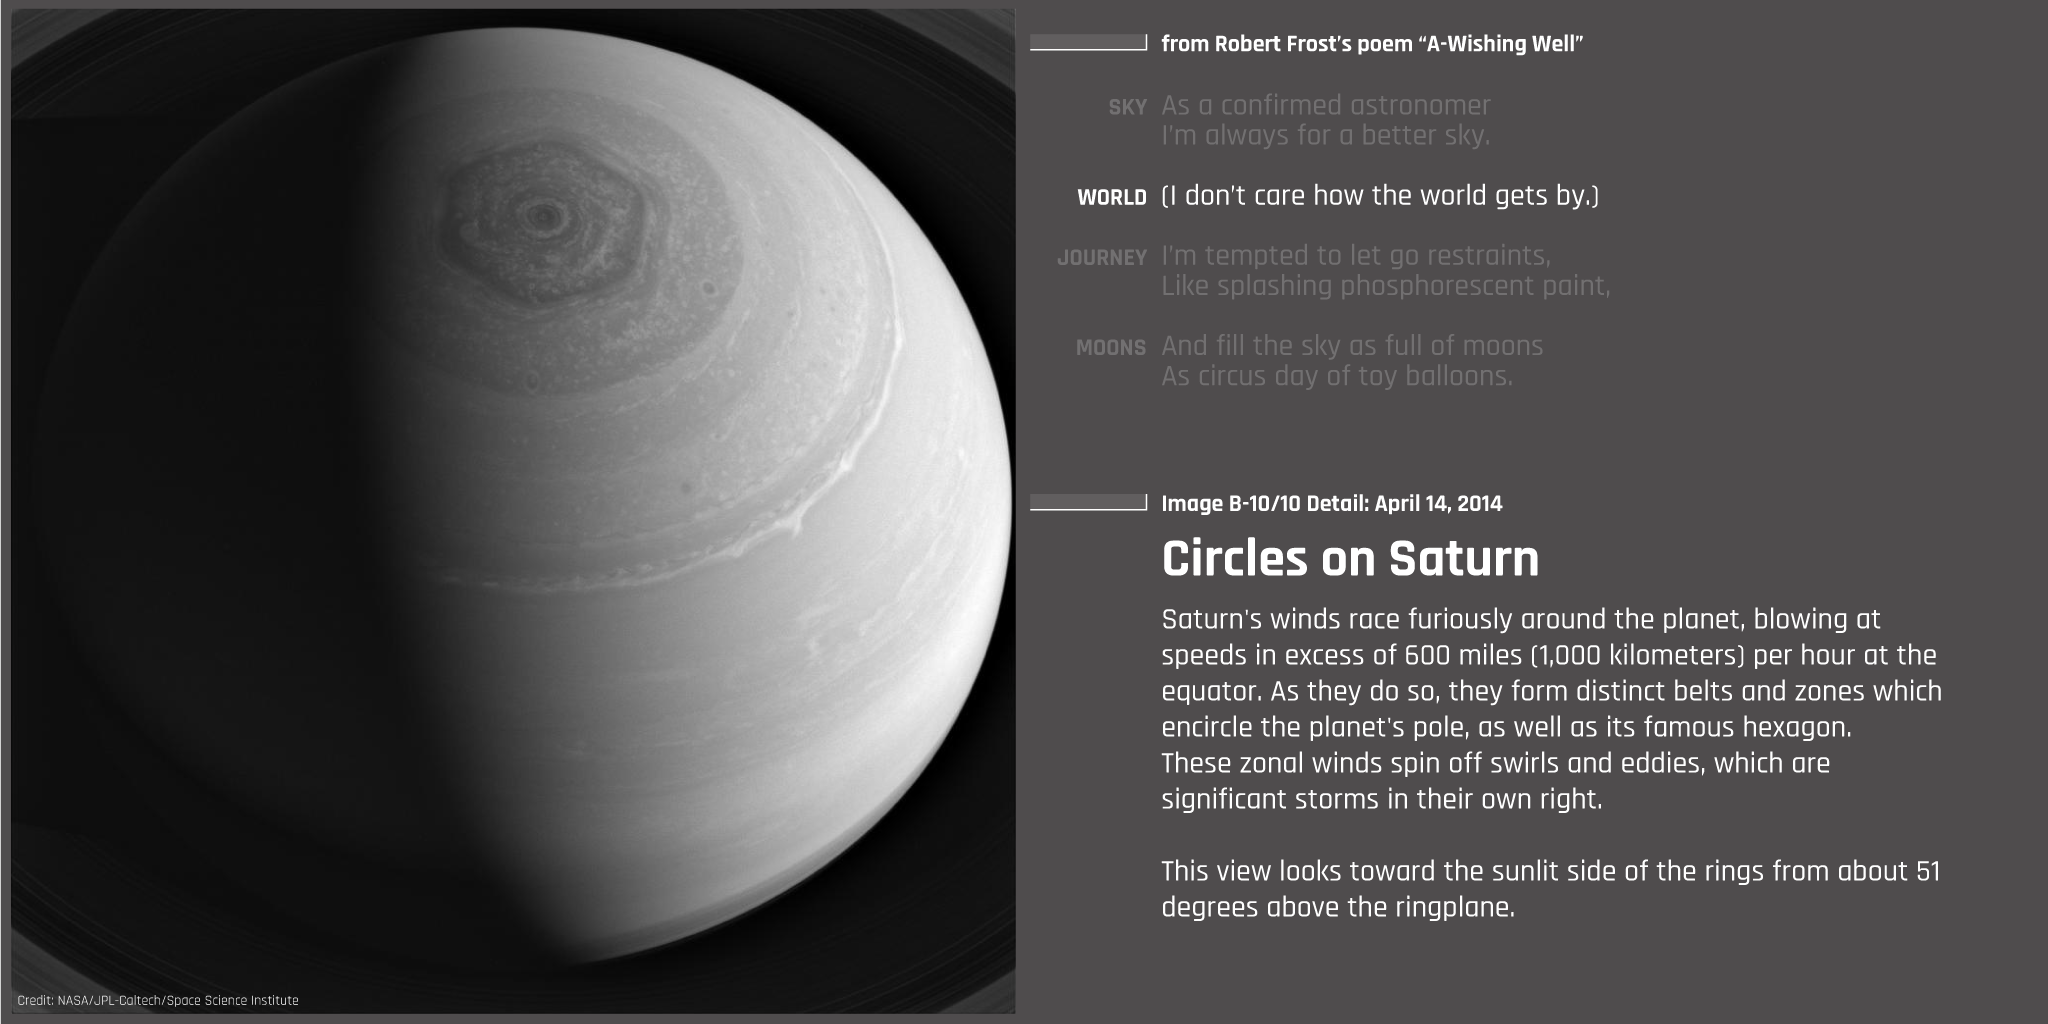 from Robert Frost's poem “A-Wishing Well”
SKY As a confirmed astronomer
I'm always for a better sky.
WORLD (I don't care how the world gets by.)
JOURNEY I'm tempted to let go restraints,
Like splashing phosphorescent paint,
MOONS And fill the sky as full of moons
As circus day of toy balloons.
Image B-10/10 Detail: April 14, 2014
Circles on Saturn
Saturn's winds race furiously around the planet, blowing at
speeds in excess of 600 miles (1,000 kilometers) per hour at the
equator. As they do so, they form distinct belts and zones which
encircle the planet's pole, as well as its famous hexagon.
These zonal winds spin off swirls and eddies, which are
significant storms in their own right.
This view looks toward the sunlit side of the rings from about 51
degrees above the ringplane.
Credit: NASA/JPL-Caltech/Space Science Institute